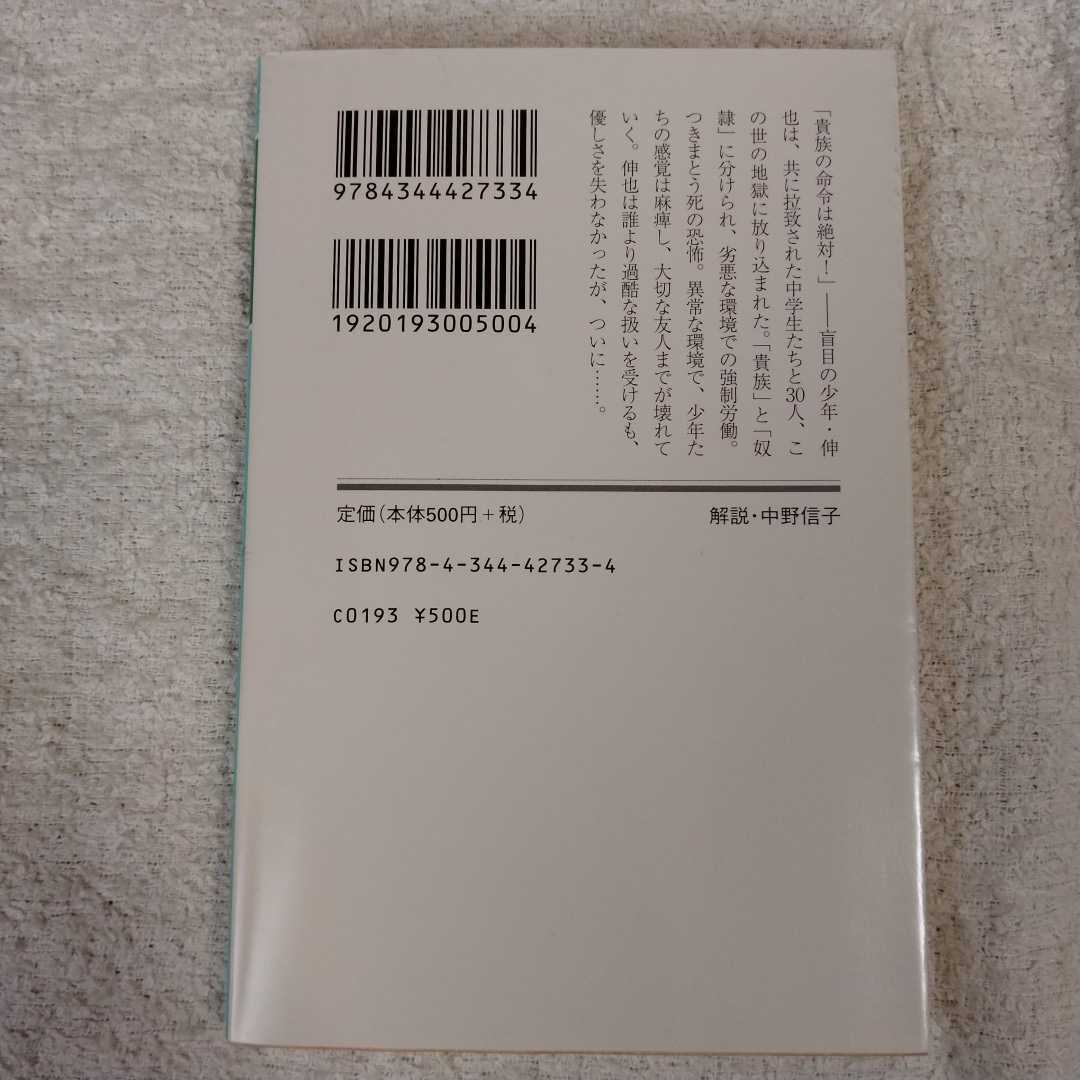 「貴族の命令は絶対！」――盲目の少年・伸
也は、共に拉致された中学生たちと30人、こ
の世の地獄に放り込まれた。「貴族」と「奴
隷」に分けられ、劣悪な環境での強制労働。
つきまとう死の恐怖。異常な環境で、少年た
ちの感覚は麻痺し、大切な友人までが壊れて
いく。伸也は誰より過酷な扱いを受けるも、
優しさを失わなかったが、ついに……。
9784344427334
1920193005004
定価（本体500円＋税）
解説・中野信子
ISBN978-4-344-42733-4
C0193 ¥500E